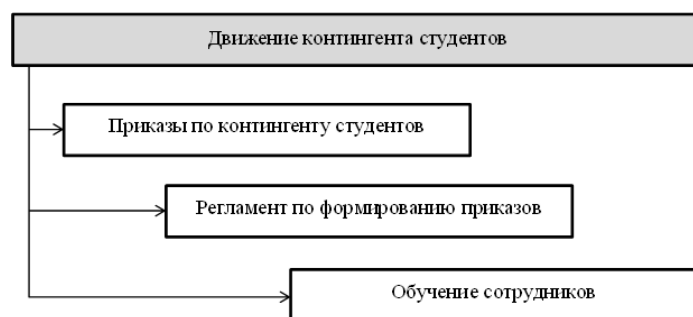 Движение контингента студентов
Приказы по контингенту студентов
Регламент по формированию приказов
Обучение сотрудников